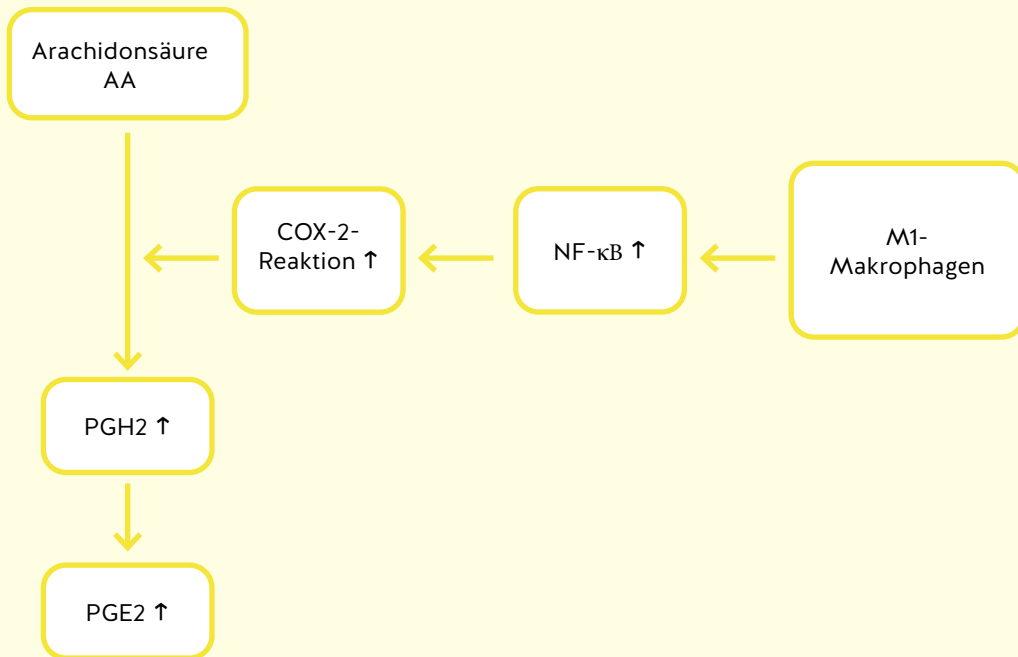 Arachidonsäure
AA
COX-2-
Reaktion ↑
NF-κB ↑
M1-
Makrophagen
PGH2 ↑
PGE2 ↑